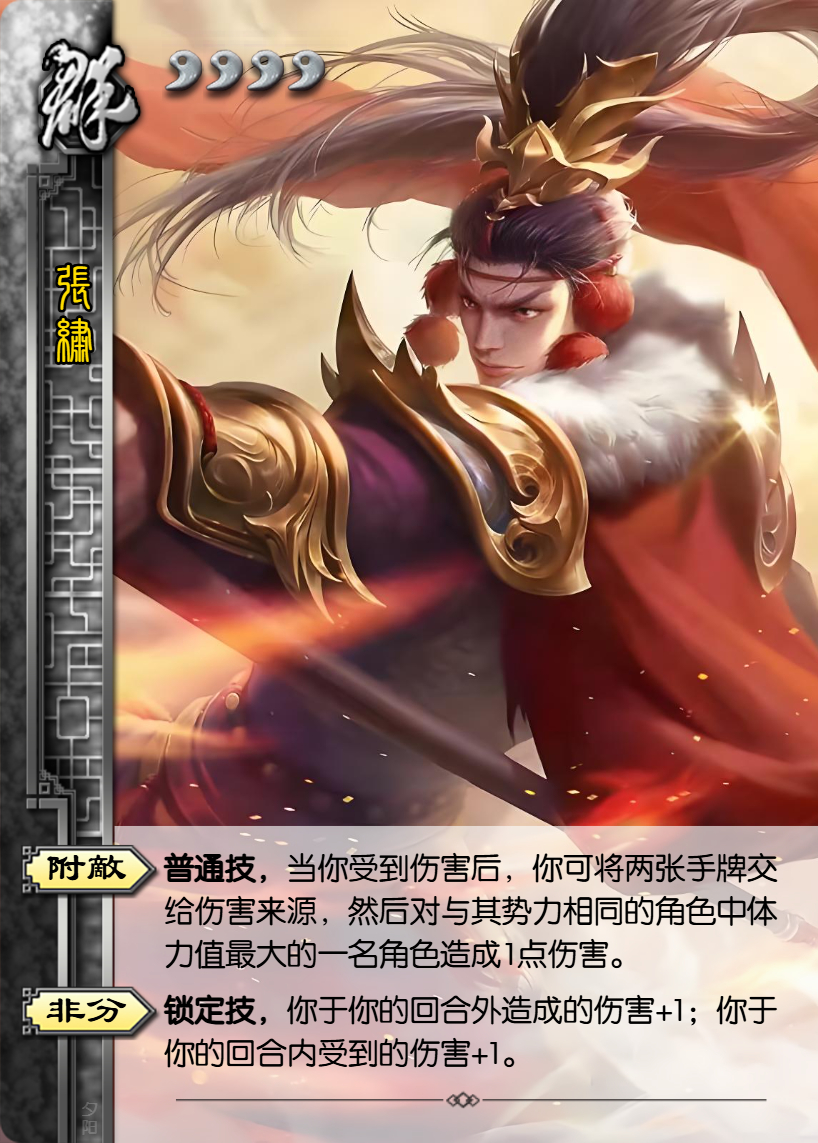 群
張繡
附敵
普通技，当你受到伤害后，你可将两张手牌交
给伤害来源，然后对与其势力相同的角色中体
力值最大的一名角色造成1点伤害。
非分
锁定技，你于你的回合外造成的伤害+1；你于
你的回合内受到的伤害+1。
夕阳